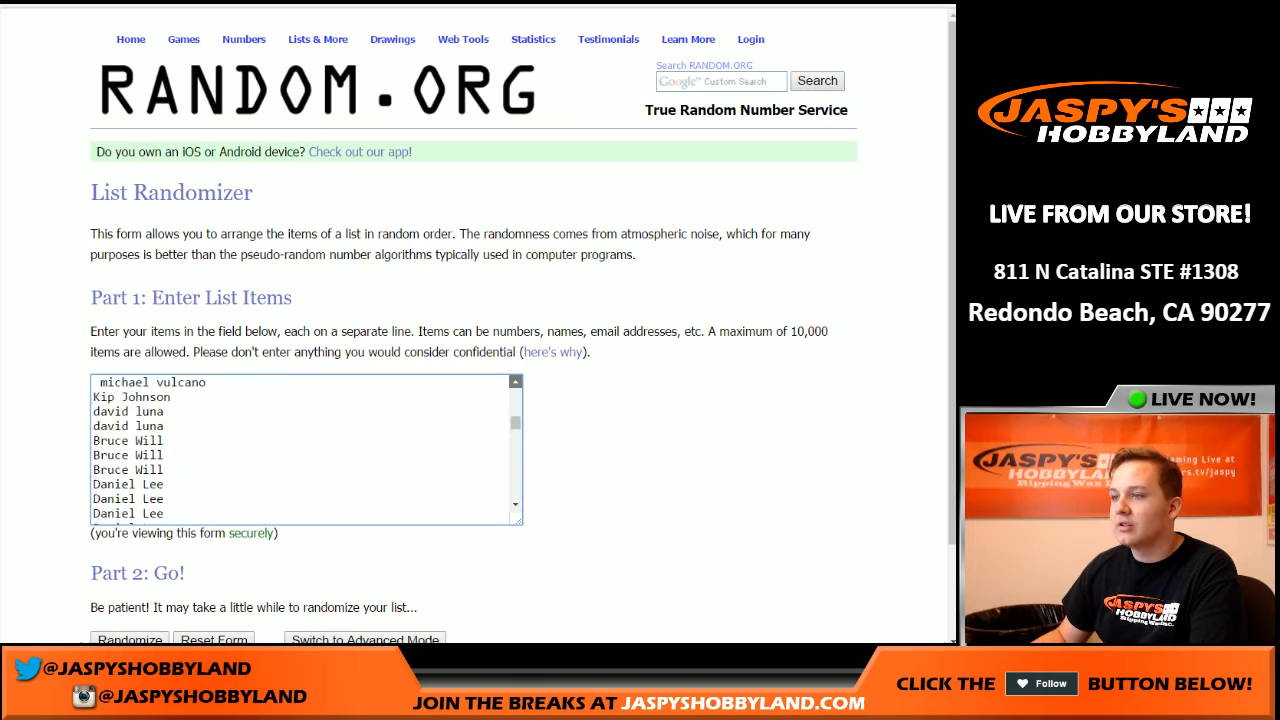 Home Games Numbers Lists & More Drawings Web Tools Statistics Testimonials Learn More Login
RANDOM.ORG
Search RANDOM.ORG
Google™ Custom Search Search
True Random Number Service
Do you own an iOS or Android device? Check out our app!
List Randomizer
This form allows you to arrange the items of a list in random order. The randomness comes from atmospheric noise, which for many
purposes is better than the pseudo-random number algorithms typically used in computer programs.
Part 1: Enter List Items
Enter your items in the field below, each on a separate line. Items can be numbers, names, email addresses, etc. A maximum of 10,000
items are allowed. Please don't enter anything you would consider confidential (here's why).
michael vulcano
Kip Johnson
david luna
david luna
Bruce Will
Bruce Will
Bruce Will
Daniel Lee
Daniel Lee
Daniel Lee
(you're viewing this form securely)
Part 2: Go!
Be patient! It may take a little while to randomize your list...
Randomize Reset Form Switch to Advanced Mode
JASPY'S
HOBBYLAND
LIVE FROM OUR STORE!
811 N Catalina STE #1308
Redondo Beach, CA 90277
LIVE NOW!
JASPY'S
HOBBYLAND
JASPY'S
HOBBYLAND
@JASPYSHOBBYLAND
@JASPYSHOBBYLAND
JOIN THE BREAKS AT JASPYSHOBBYLAND.COM
CLICK THE Follow BUTTON BELOW!